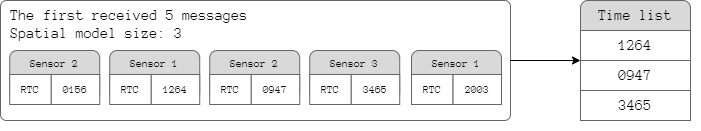 The first received 5 messages
Spatial model size: 3
Sensor 2
RTC 0156
Sensor 1
RTC 1264
Sensor 2
RTC 0947
Sensor 3
RTC 3465
Sensor 1
RTC 2003
Time list
1264
0947
3465